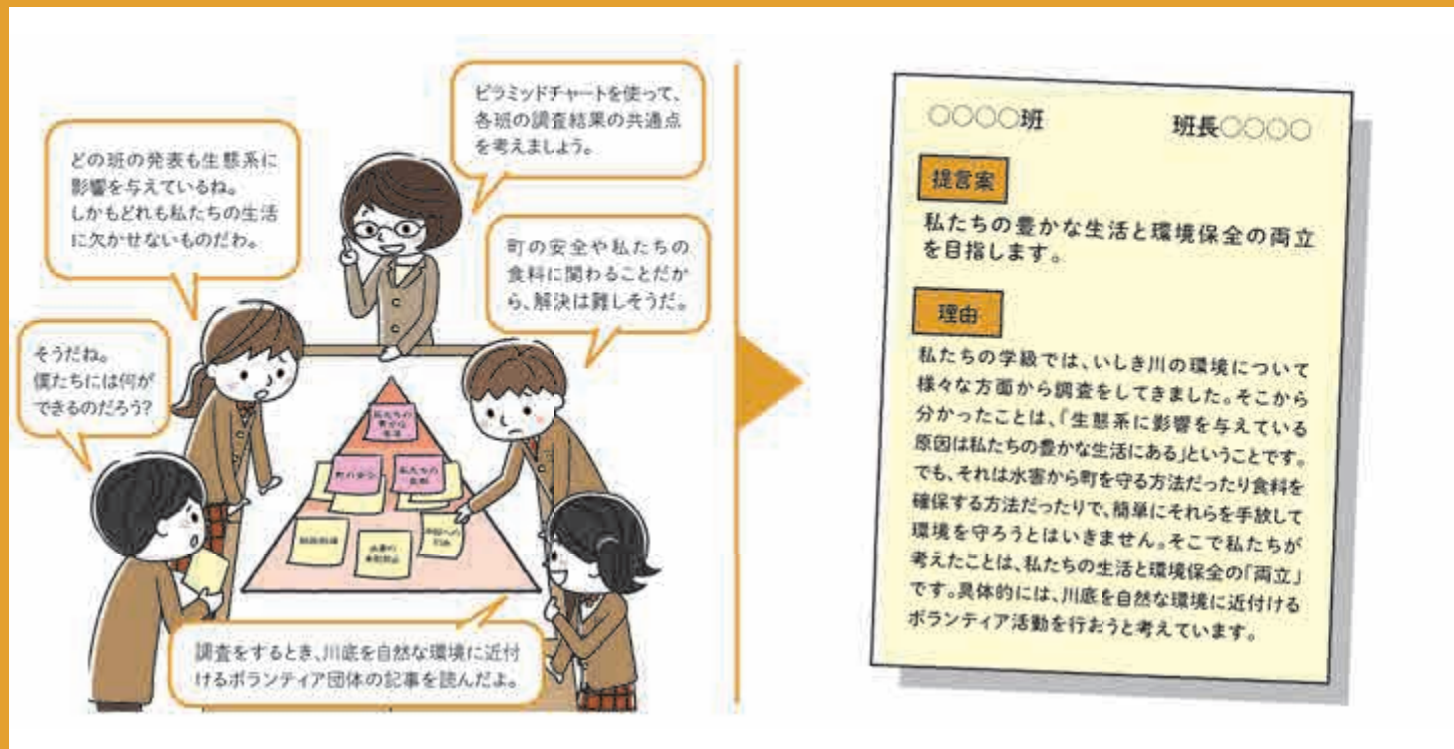 ピラミッドチャートを使って、
各班の調査結果の共通点
を考えましょう。
どの班の発表も生態系に
影響を与えているね。
しかもどれも私たちの生活
に欠かせないものだわ。
町の安全や私たちの
食料に関わることだか
ら、解決は難しそうだ。
そうだね。
僕たちには何が
できるのだろう?
私たちの
豊かな
生活
町の安全
私たちの
食料
調査をするとき、川底を自然な環境に近付
けるボランティア団体の記事を読んだよ。
○○○○班 班長○○○○
提言案
私たちの豊かな生活と環境保全の両立
を目指します。
理由
私たちの学級では、いしき川の環境について
様々な方面から調査をしてきました。そこから
分かったことは、「生態系に影響を与えている
原因は私たちの豊かな生活にある」ということです。
でも、それは水害から町を守る方法だったり食料を
確保する方法だったりで、簡単にそれらを手放して
環境を守ろうとはいきません。そこで私たちが
考えたことは、私たちの生活と環境保全の「両立」
です。具体的には、川底を自然な環境に近付ける
ボランティア活動を行おうと考えています。